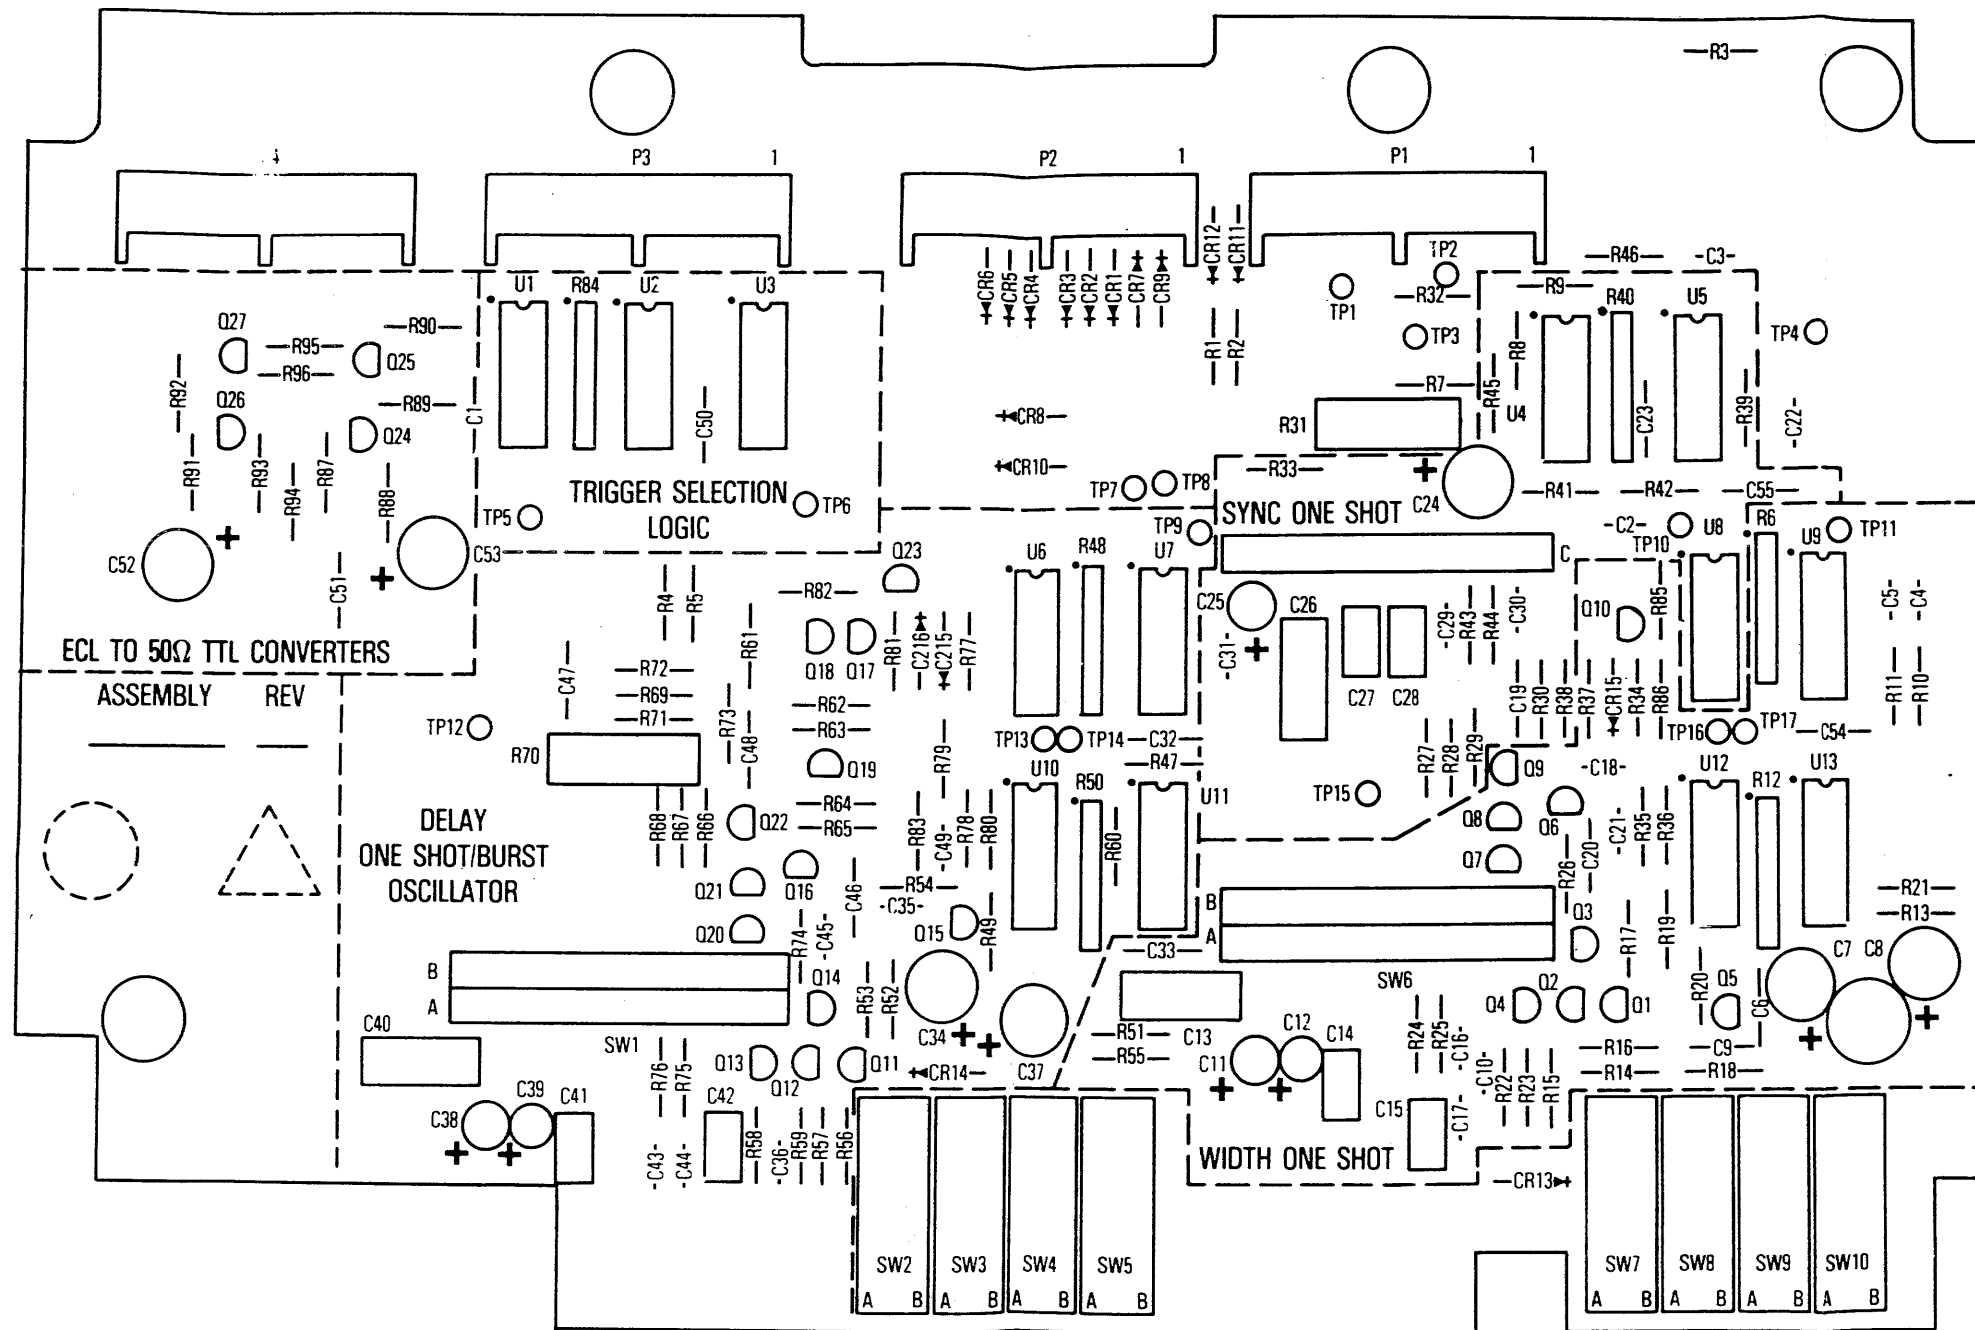 R3
4
P3
1
P2
1
P1
1
CR12
CR11
TP2
R46
C3
U1
R84
U2
U3
CR6
CR5
CR4
CR3
CR2
CR1
CR7
CR9
TP1
R32
R9
R40
U5
Q27
R90
R95
Q25
R96
R92
TP3
R8
TP4
R1
R2
R7
R45
R89
Q26
C1
Q24
C50
CR8
R31
U4
C23
R39
C22
R91
R93
R94
R87
R88
CR10
R33
TP7
TP8
C24
R41
R42
C55
TRIGGER SELECTION
LOGIC
TP5
TP6
SYNC ONE SHOT
TP9
C2
TP10
U8
R6
U9
TP11
C52
C53
C51
Q23
U6
R48
U7
C
R4
R5
R82
C25
C26
C29
R43
R44
C30
Q10
R85
C5
C4
ECL TO 50Ω TTL CONVERTERS
C47
R61
Q18
Q17
R81
C216
C215
R77
C31
C27
C28
R72
R69
R71
R73
C48
R62
R63
C19
R30
R38
R37
CR15
R34
R86
R11
R10
ASSEMBLY
REV
TP12
R70
Q19
R79
TP13
TP14
C32
R47
R27
R28
R29
TP16
TP17
C54
U10
R50
U11
TP15
Q9
C18
U12
R12
U13
DELAY
ONE SHOT/BURST
OSCILLATOR
R68
R67
R66
Q22
R64
R65
R83
C49
R78
R80
R60
Q8
Q6
C21
R35
R36
Q7
R26
C20
Q21
Q16
C46
R54
C35
R21
R13
B
A
Q20
R74
C45
Q15
R49
C33
Q3
R17
R19
B
A
Q14
R53
R52
SW6
C7
C8
R20
Q5
C6
C40
SW1
C34
R51
R55
C13
C12
C14
Q4
Q2
Q1
R24
R25
C16
R76
R75
Q13
Q12
Q11
CR14
C37
C11
C10
R22
R23
R15
R16
R14
C9
R18
C38
C39
C41
C42
C43
C44
R58
C36
R59
R57
R56
C15
C17
WIDTH ONE SHOT
CR13
SW2
SW3
SW4
SW5
SW7
SW8
SW9
SW10
A B
A B
A B
A B
A B
A B
A B
A B